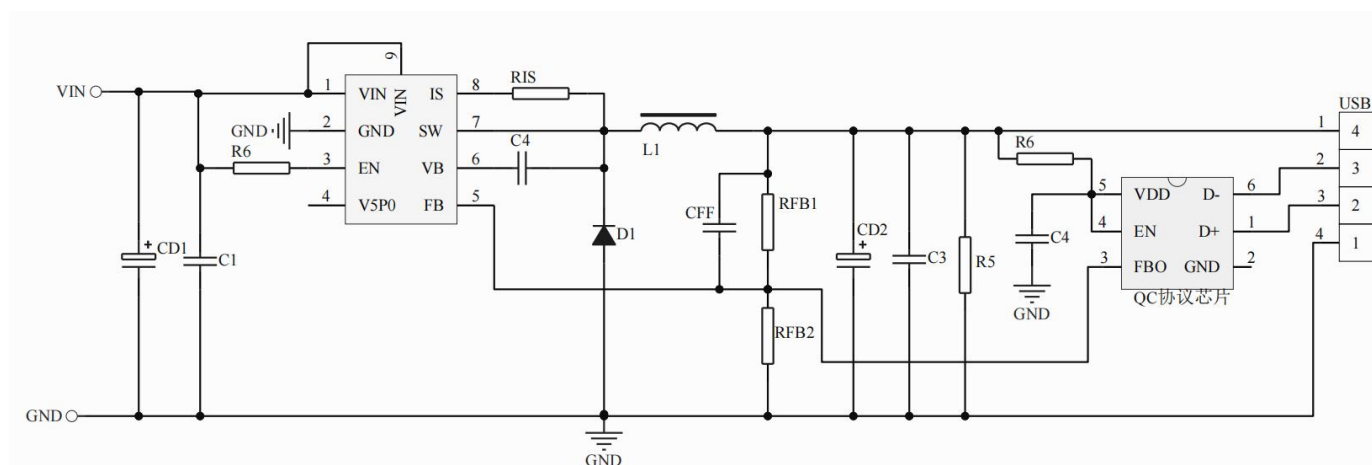 VIN
GND
CD1
C1
R6
GND
1
2
3
4
9
VIN
VIN
GND
EN
V5P0
IS
SW
VB
FB
8
7
6
5
RIS
C4
D1
GND
L1
CFF
RFB1
RFB2
CD2
C3
R5
R6
C4
GND
5
4
3
VDD
EN
FBO
D-
D+
GND
6
1
2
QC协议芯片
USB
1
2
3
4
4
3
2
1